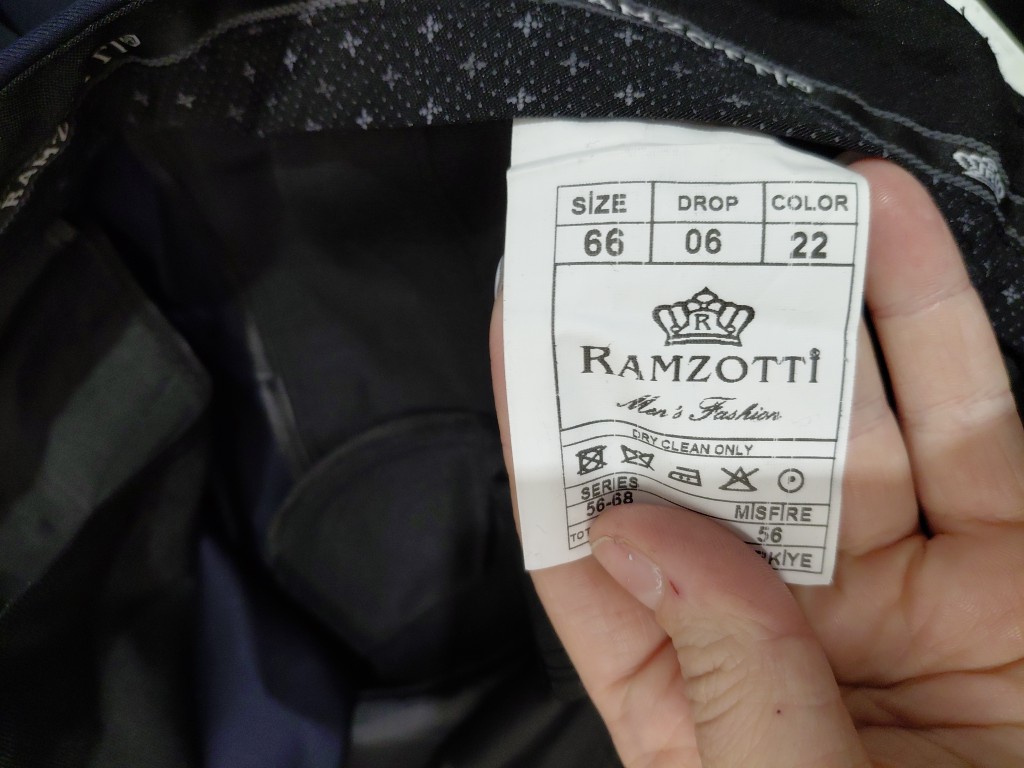 SİZE DROP COLOR
66 06 22
R
RAMZOTTİ
Men's Fashion
DRY CLEAN ONLY
SERIES
56-68 MİSFİRE
56